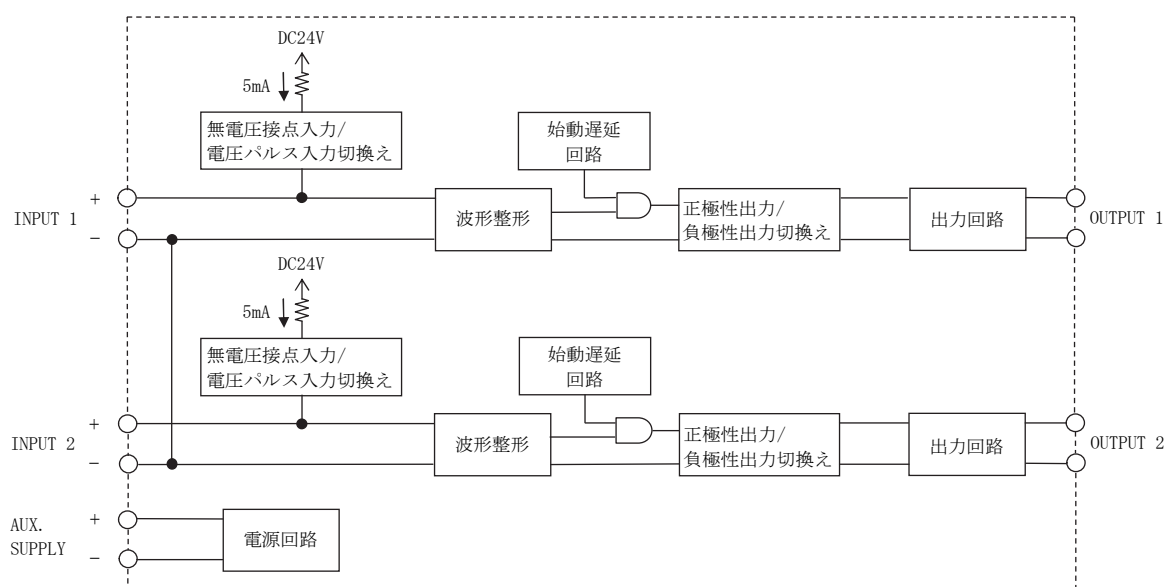 DC24V
5mA
無電圧接点入力/
電圧パルス入力切換え
始動遅延
回路
INPUT 1
+
−
波形整形
正極性出力/
負極性出力切換え
出力回路
OUTPUT 1
DC24V
5mA
無電圧接点入力/
電圧パルス入力切換え
始動遅延
回路
INPUT 2
+
−
波形整形
正極性出力/
負極性出力切換え
出力回路
OUTPUT 2
AUX.
SUPPLY
+
−
電源回路